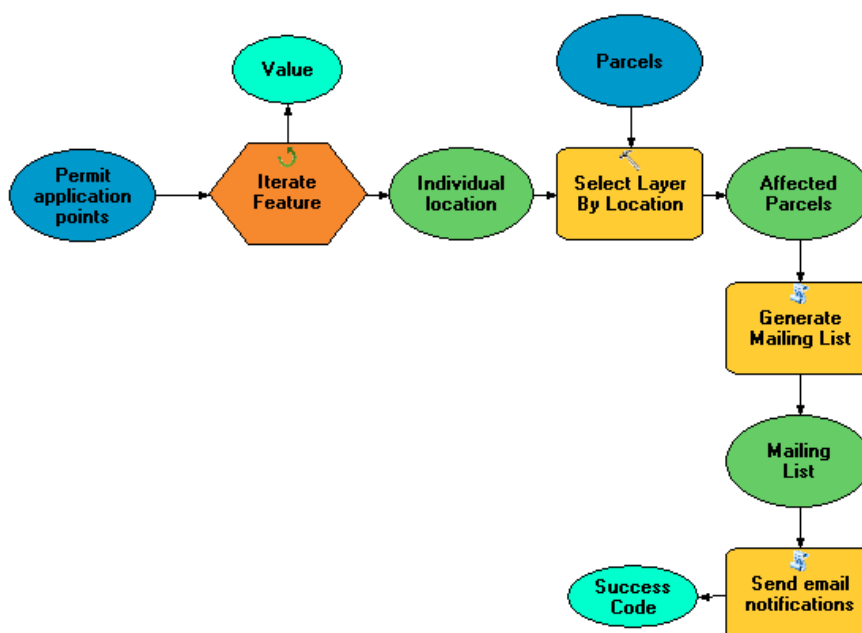 Value
Parcels
Permit
application
points
Iterate
Feature
Individual
location
Select Layer
By Location
Affected
Parcels
Generate
Mailing List
Mailing
List
Send email
notifications
Success
Code